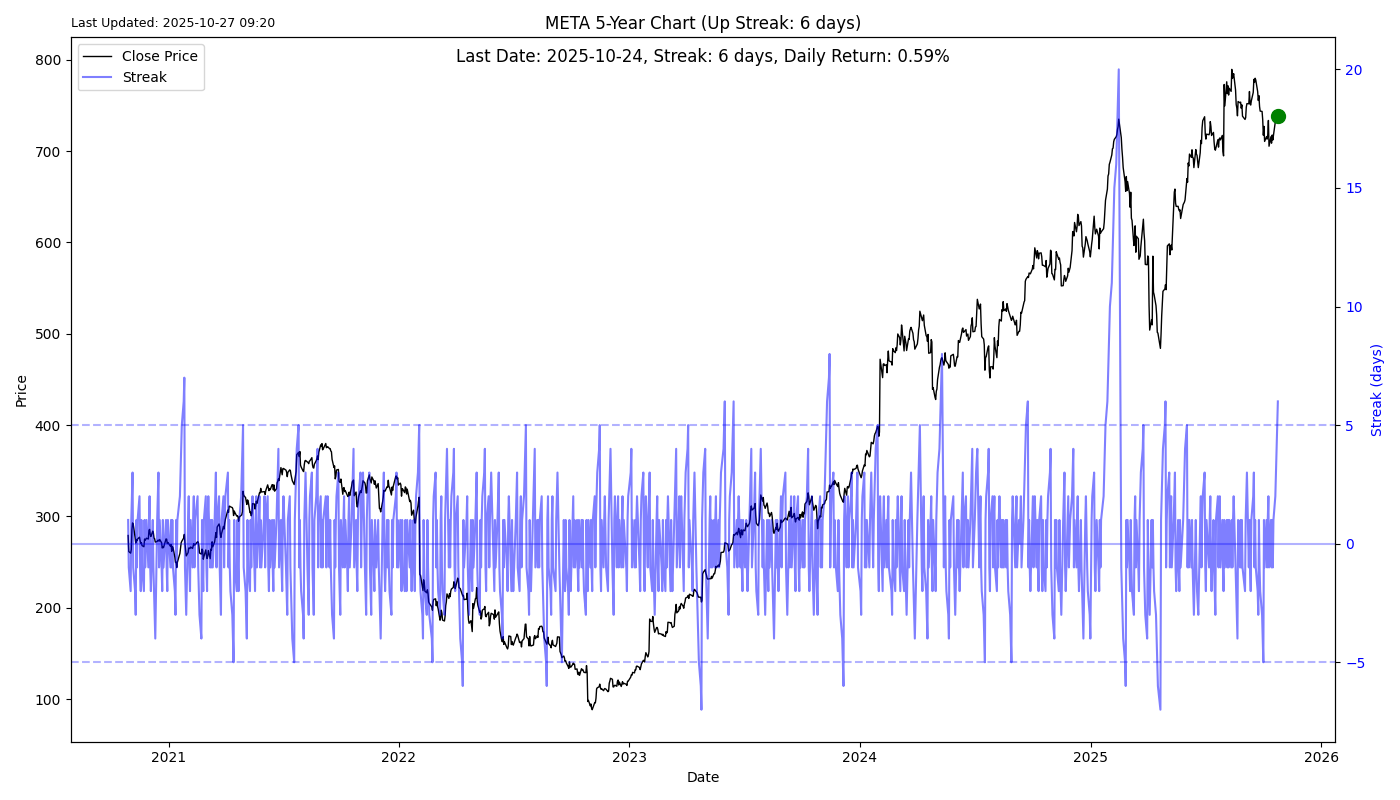 Last Updated: 2025-10-27 09:20
META 5-Year Chart (Up Streak: 6 days)
Last Date: 2025-10-24, Streak: 6 days, Daily Return: 0.59%
Close Price
Streak
800
700
600
500
400
300
200
100
Price
20
15
10
5
0
−5
Streak (days)
2021
2022
2023
2024
2025
2026
Date